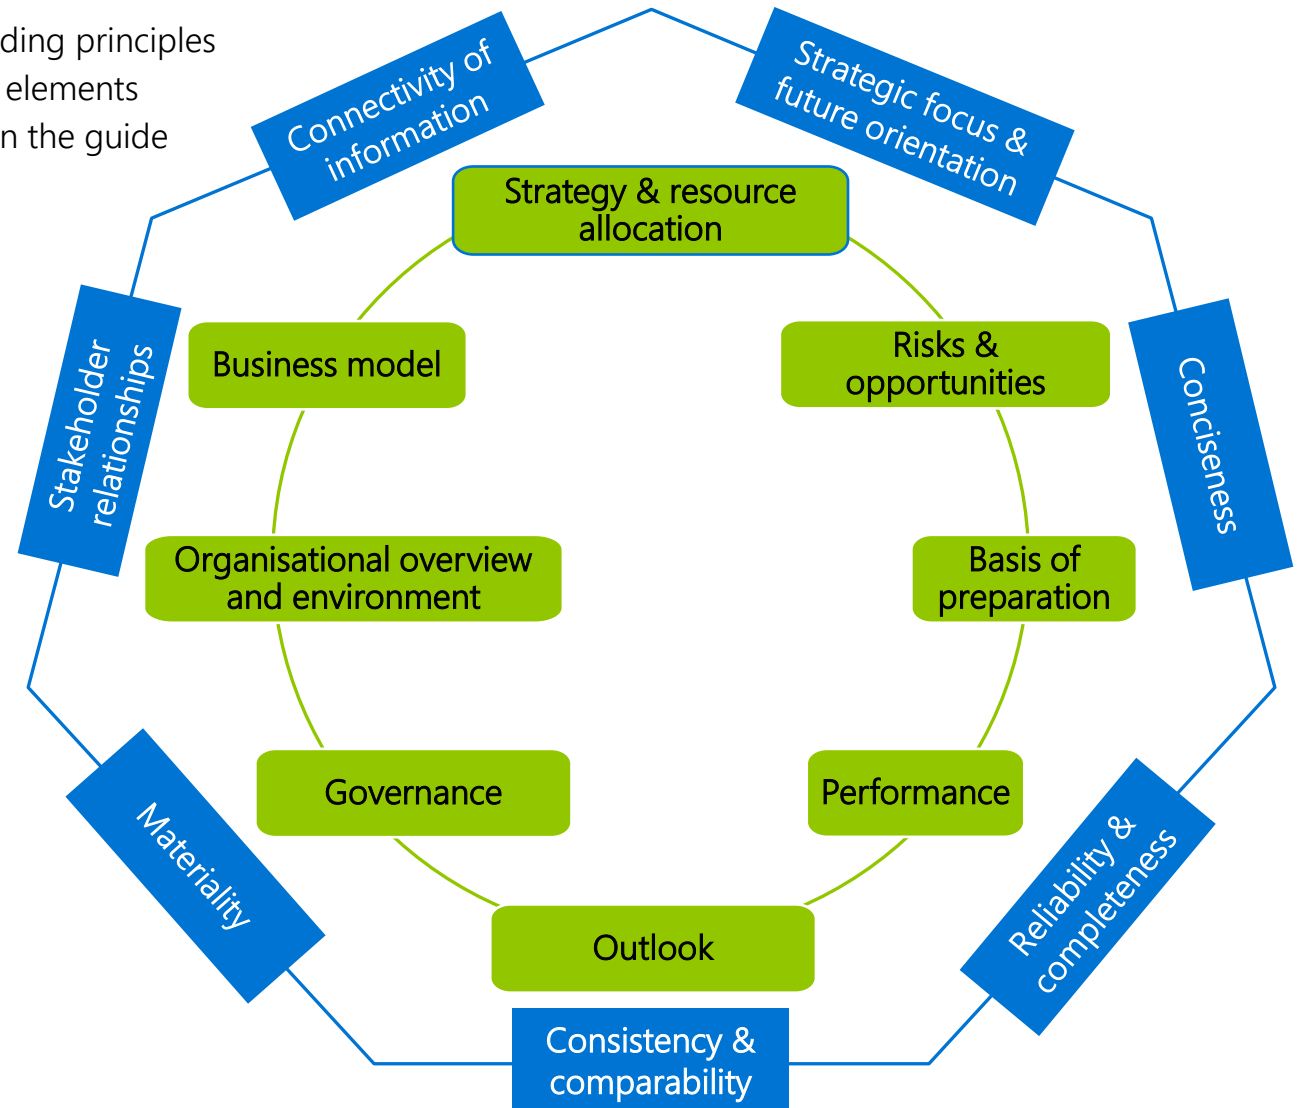 ding principles
elements
n the guide
Connectivity of
information
Strategic focus &
future orientation
Strategy & resource
allocation
Business model
Risks &
opportunities
Stakeholder
relationships
Conciseness
Organisational overview
and environment
Basis of
preparation
Governance
Performance
Materiality
Reliability &
completeness
Outlook
Consistency &
comparability